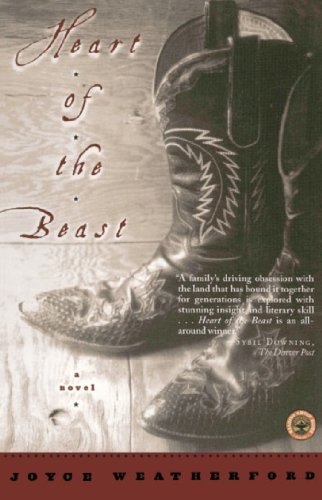 Heart
of
the
Beast
"A family's driving obsession with
the land that has bound it together
for generations is explored with
stunning insight and literary skill
. . . Heart of the Beast is an all-
around winner."
—Sybil Downing,
The Denver Post
a
novel
JOYCE WEATHERFORD